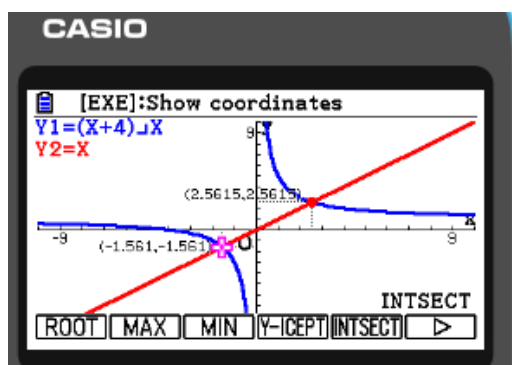 CASIO
[EXE]:Show coordinates
Y1=(X+4)⌟X
Y2=X
9
(2.5615,2.5615)
X
-9
(-1.561,-1.561)
O
9
INTSECT
ROOT MAX MIN Y-ICEPT INTSECT ▷